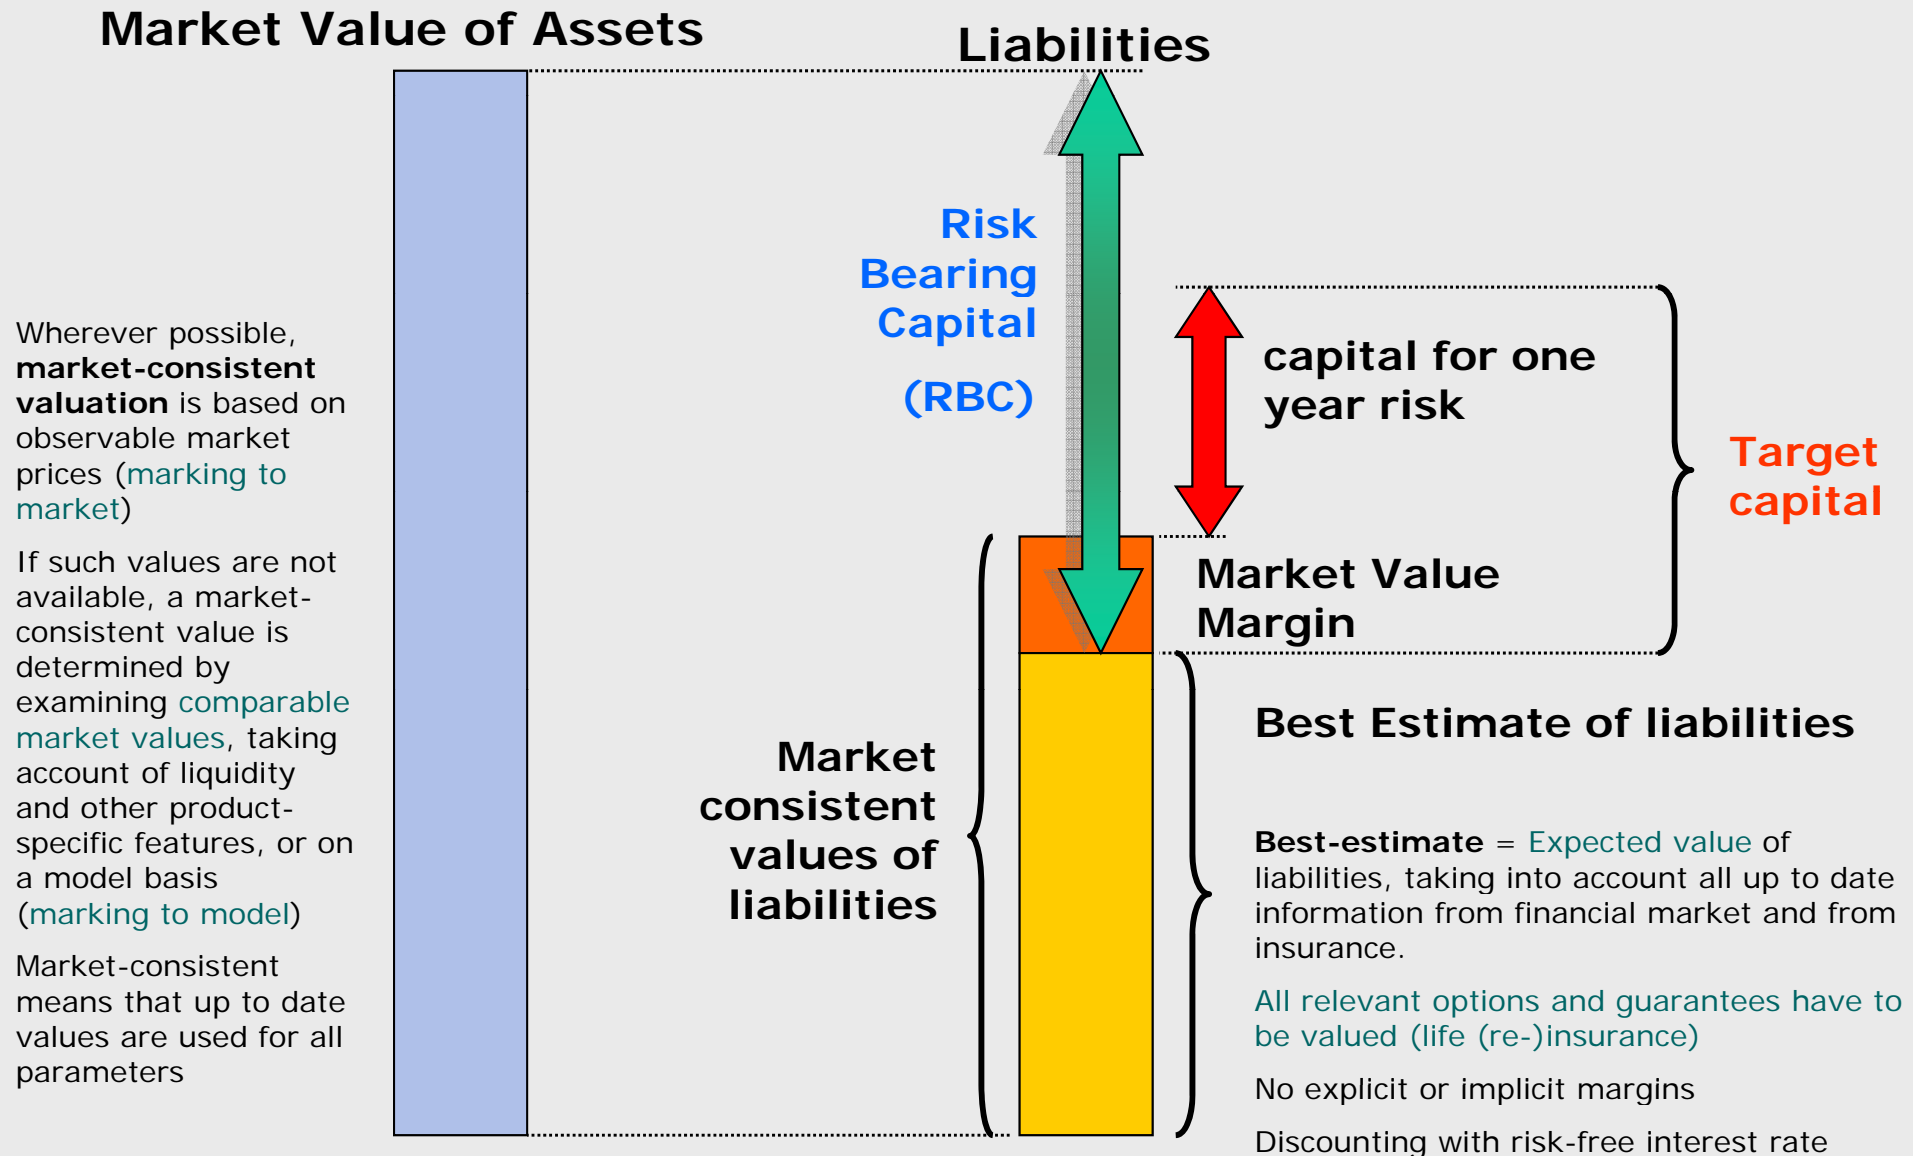 Market Value of Assets
Liabilities
Risk
Bearing
Capital
(RBC)
Wherever possible,
market-consistent
valuation is based on
observable market
prices (marking to
market)
If such values are not
available, a market-
consistent value is
determined by
examining comparable
market values, taking
account of liquidity
and other product-
specific features, or on
a model basis
(marking to model)
Market-consistent
means that up to date
values are used for all
parameters
capital for one
year risk
Target
capital
Market Value
Margin
Market
consistent
values of
liabilities
Best Estimate of liabilities
Best-estimate = Expected value of
liabilities, taking into account all up to date
information from financial market and from
insurance.
All relevant options and guarantees have to
be valued (life (re-)insurance)
No explicit or implicit margins
Discounting with risk-free interest rate